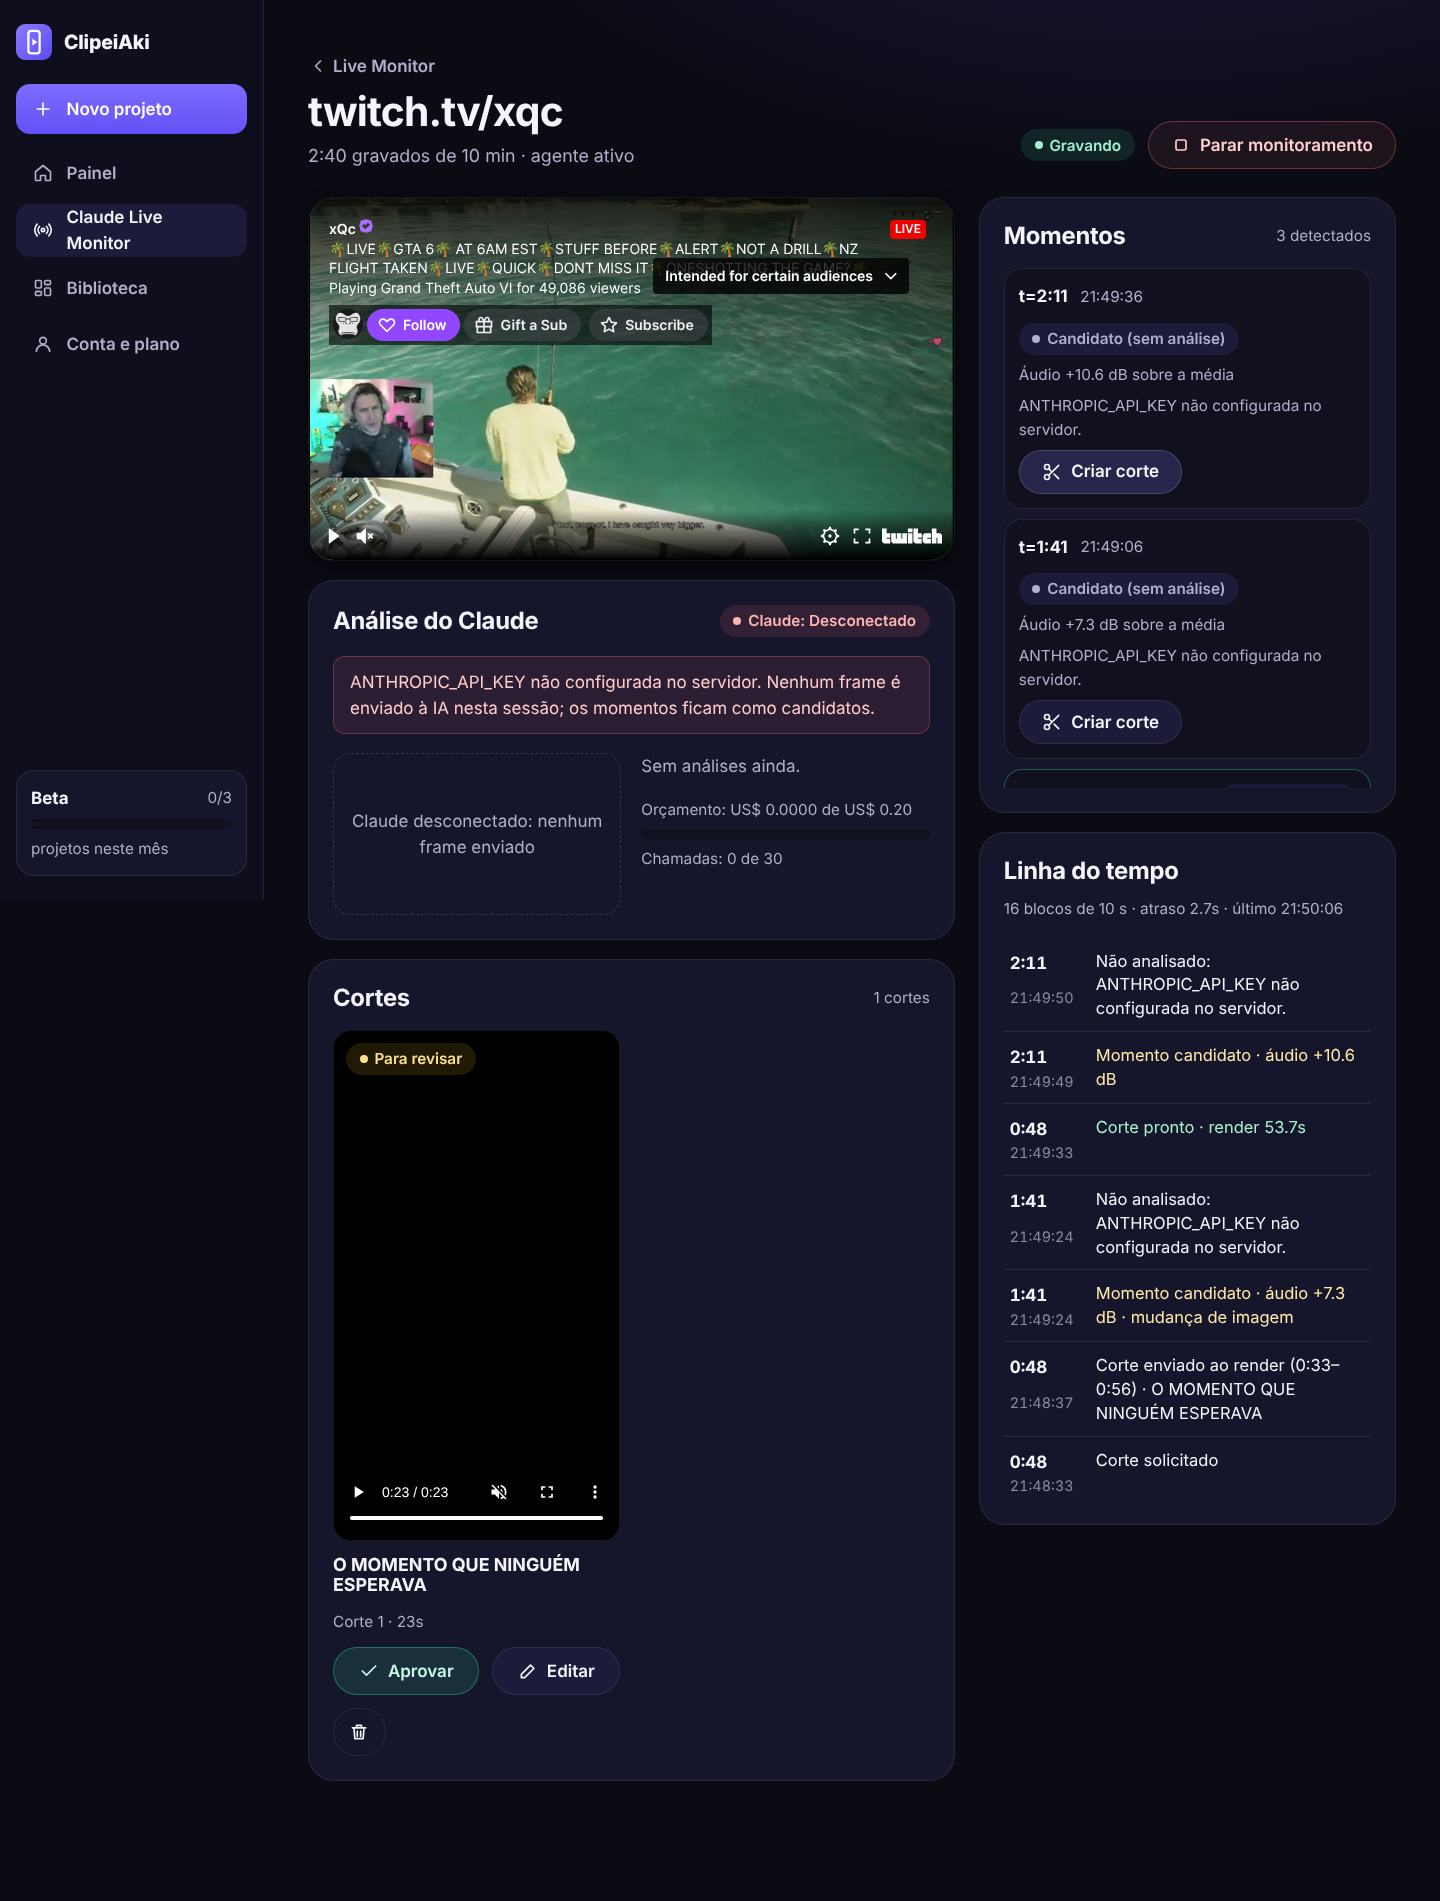 ClipeiAki
Novo projeto
Painel
Claude Live
Monitor
Biblioteca
Conta e plano
Beta
0/3
projetos neste mês
Live Monitor
twitch.tv/xqc
2:40 gravados de 10 min · agente ativo
Gravando
Parar monitoramento
xQc
LIVE
🌴LIVE🌴GTA 6🌴 AT 6AM EST🌴STUFF BEFORE🌴ALERT🌴NOT A DRILL🌴NZ
FLIGHT TAKEN🌴LIVE🌴QUICK🌴DONT MISS IT🌴ONESHOTTING THE GAME?🌴
Intended for certain audiences
Playing Grand Theft Auto VI for 49,086 viewers
Follow
Gift a Sub
Subscribe
but, correct. I have caught way bigger.
twitch
Análise do Claude
Claude: Desconectado
ANTHROPIC_API_KEY não configurada no servidor. Nenhum frame é
enviado à IA nesta sessão; os momentos ficam como candidatos.
Claude desconectado: nenhum
frame enviado
Sem análises ainda.
Orçamento: US$ 0.0000 de US$ 0.20
Chamadas: 0 de 30
Cortes
1 cortes
Para revisar
0:23 / 0:23
O MOMENTO QUE NINGUÉM
ESPERAVA
Corte 1 · 23s
Aprovar
Editar
Momentos
3 detectados
t=2:11 21:49:36
Candidato (sem análise)
Áudio +10.6 dB sobre a média
ANTHROPIC_API_KEY não configurada no
servidor.
Criar corte
t=1:41 21:49:06
Candidato (sem análise)
Áudio +7.3 dB sobre a média
ANTHROPIC_API_KEY não configurada no
servidor.
Criar corte
Linha do tempo
16 blocos de 10 s · atraso 2.7s · último 21:50:06
2:11
21:49:50
Não analisado:
ANTHROPIC_API_KEY não
configurada no servidor.
2:11
21:49:49
Momento candidato · áudio +10.6
dB
0:48
21:49:33
Corte pronto · render 53.7s
1:41
21:49:24
Não analisado:
ANTHROPIC_API_KEY não
configurada no servidor.
1:41
21:49:24
Momento candidato · áudio +7.3
dB · mudança de imagem
0:48
21:48:37
Corte enviado ao render (0:33–
0:56) · O MOMENTO QUE
NINGUÉM ESPERAVA
0:48
21:48:33
Corte solicitado